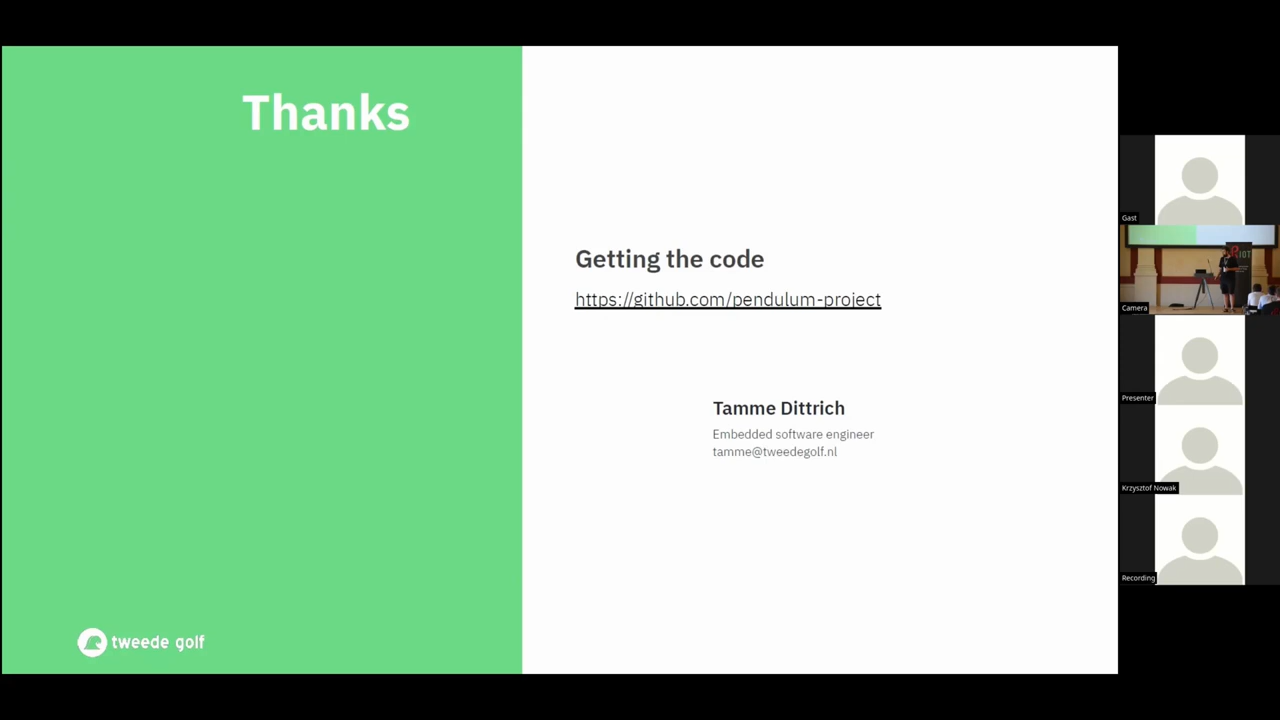 Thanks
Getting the code
https://github.com/pendulum-project
Tamme Dittrich
Embedded software engineer
tamme@tweedegolf.nl
tweede golf
Gast
RIOT
Camera
Presenter
Krzysztof Nowak
Recording